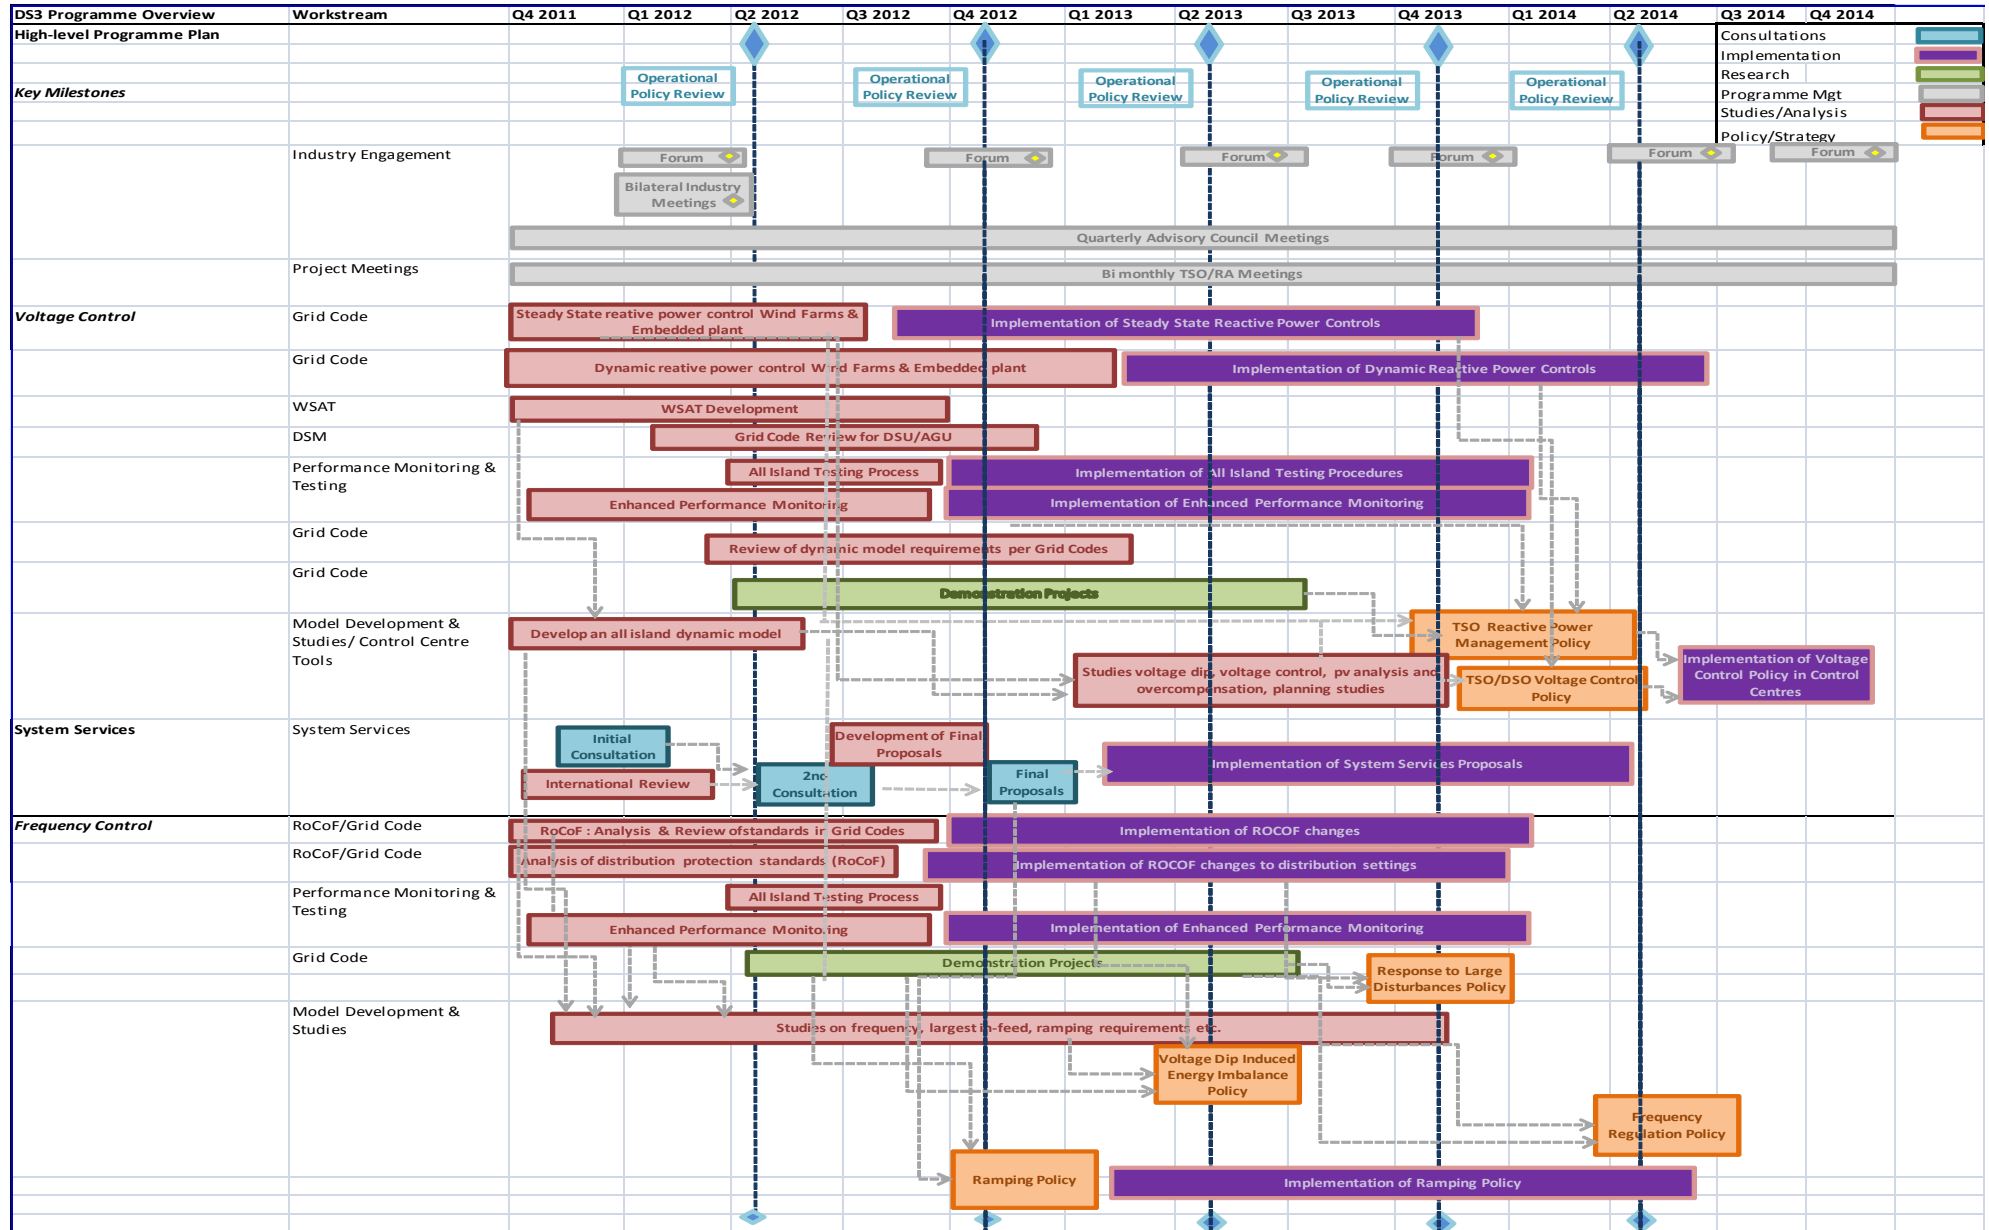 DS3 Programme Overview Workstream Q4 2011 Q1 2012 Q2 2012 Q3 2012 Q4 2012 Q1 2013 Q2 2013 Q3 2013 Q4 2013 Q1 2014 Q2 2014 Q3 2014 Q4 2014
High-level Programme Plan
Consultations
Implementation
Research
Programme Mgt
Studies/Analysis
Policy/Strategy
Key Milestones
Operational
Policy Review
Operational
Policy Review
Operational
Policy Review
Operational
Policy Review
Operational
Policy Review
Industry Engagement
Forum
Forum
Forum
Forum
Forum
Forum
Bilateral Industry
Meetings
Quarterly Advisory Council Meetings
Project Meetings
Bi monthly TSO/RA Meetings
Voltage Control
Grid Code
Steady State reative power control Wind Farms &
Embedded plant
Implementation of Steady State Reactive Power Controls
Grid Code
Dynamic reative power control Wind Farms & Embedded plant
Implementation of Dynamic Reactive Power Controls
WSAT
WSAT Development
DSM
Grid Code Review for DSU/AGU
Performance Monitoring &
Testing
All Island Testing Process
Implementation of All Island Testing Procedures
Enhanced Performance Monitoring
Implementation of Enhanced Performance Monitoring
Grid Code
Review of dynamic model requirements per Grid Codes
Grid Code
Demonstration Projects
Model Development &
Studies/ Control Centre
Tools
Develop an all island dynamic model
TSO Reactive Power
Management Policy
Studies voltage dip, voltage control, pv analysis and
overcompensation, planning studies
TSO/DSO Voltage Control
Policy
Implementation of Voltage
Control Policy in Control
Centres
System Services
System Services
Initial
Consultation
International Review
2nd
Consultation
Development of Final
Proposals
Final
Proposals
Implementation of System Services Proposals
Frequency Control
RoCoF/Grid Code
RoCoF : Analysis & Review ofstandards in Grid Codes
Implementation of ROCOF changes
RoCoF/Grid Code
Analysis of distribution protection standards (RoCoF)
Implementation of ROCOF changes to distribution settings
Performance Monitoring &
Testing
All Island Testing Process
Enhanced Performance Monitoring
Implementation of Enhanced Performance Monitoring
Grid Code
Demonstration Projects
Response to Large
Disturbances Policy
Model Development &
Studies
Studies on frequency, largest in-feed, ramping requirements etc.
Voltage Dip Induced
Energy Imbalance
Policy
Frequency
Regulation Policy
Ramping Policy
Implementation of Ramping Policy